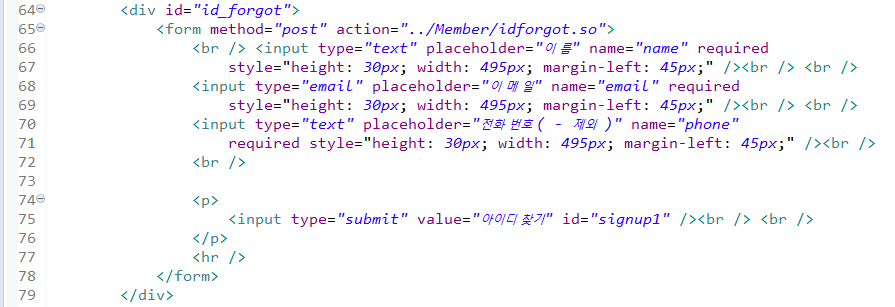 64 <div id="id_forgot">
65 <form method="post" action="../Member/idforgot.so">
66 <br /> <input type="text" placeholder="이름" name="name" required
67 style="height: 30px; width: 495px; margin-left: 45px;" /><br /> <br />
68 <input type="email" placeholder="이메일" name="email" required
69 style="height: 30px; width: 495px; margin-left: 45px;" /><br /> <br />
70 <input type="text" placeholder="전화번호( - 제외 )" name="phone"
71 required style="height: 30px; width: 495px; margin-left: 45px;" /><br />
72 <br />
73
74 <p>
75 <input type="submit" value="아이디찾기" id="signup1" /><br /> <br />
76 </p>
77 <hr />
78 </form>
79 </div>